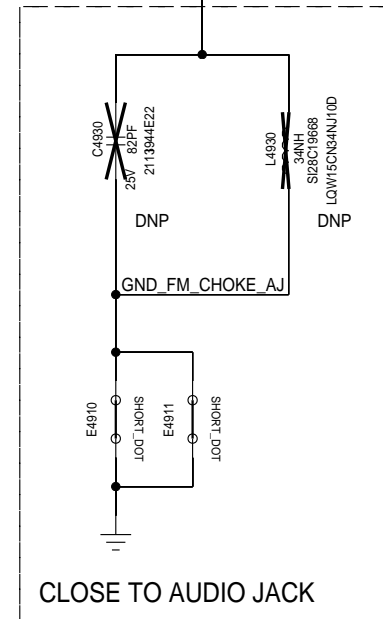 C4930
82PF
2113944E22
25V
DNP
L4930
34NH
SI28C19668
LQW15CN34NJ10D
DNP
GND_FM_CHOKE_AJ
E4910
SHORT_DOT
E4911
SHORT_DOT
CLOSE TO AUDIO JACK